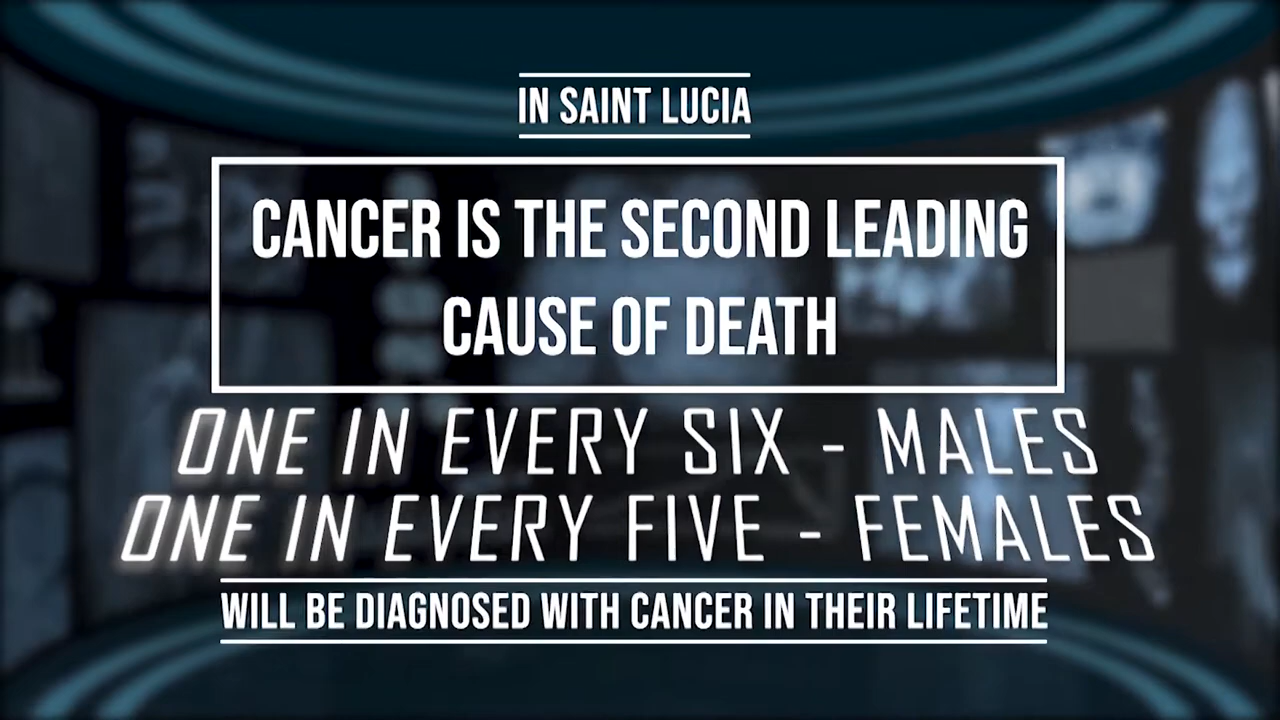 IN SAINT LUCIA
CANCER IS THE SECOND LEADING
CAUSE OF DEATH
ONE IN EVERY SIX - MALES
ONE IN EVERY FIVE - FEMALES
WILL BE DIAGNOSED WITH CANCER IN THEIR LIFETIME